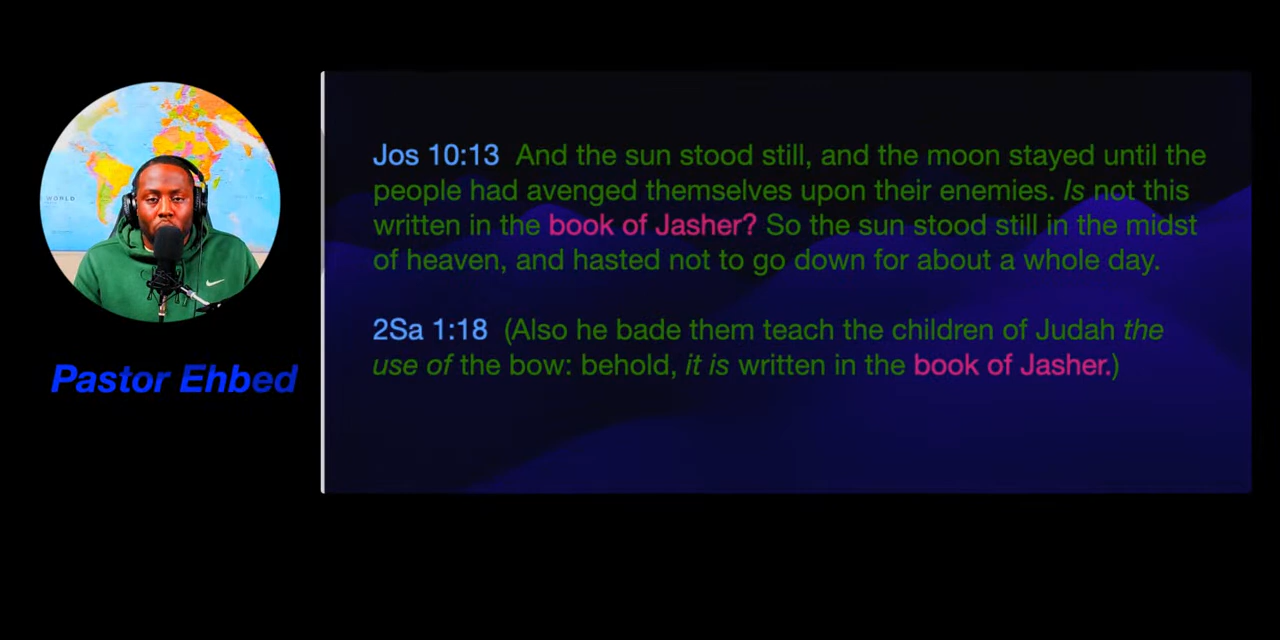 WORLD
Pastor Ehbed
Jos 10:13 And the sun stood still, and the moon stayed until the
people had avenged themselves upon their enemies. Is not this
written in the book of Jasher? So the sun stood still in the midst
of heaven, and hasted not to go down for about a whole day.
2Sa 1:18 (Also he bade them teach the children of Judah the
use of the bow: behold, it is written in the book of Jasher.)